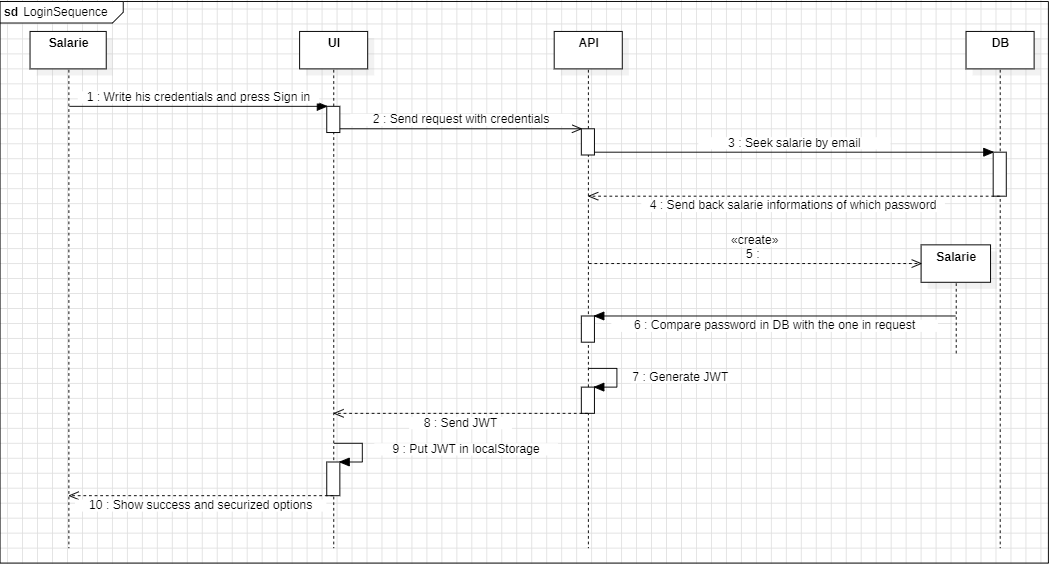 sd LoginSequence
Salarie
UI
API
DB
1 : Write his credentials and press Sign in
2 : Send request with credentials
3 : Seek salarie by email
4 : Send back salarie informations of which password
«create»
5 :
Salarie
6 : Compare password in DB with the one in request
7 : Generate JWT
8 : Send JWT
9 : Put JWT in localStorage
10 : Show success and securized options